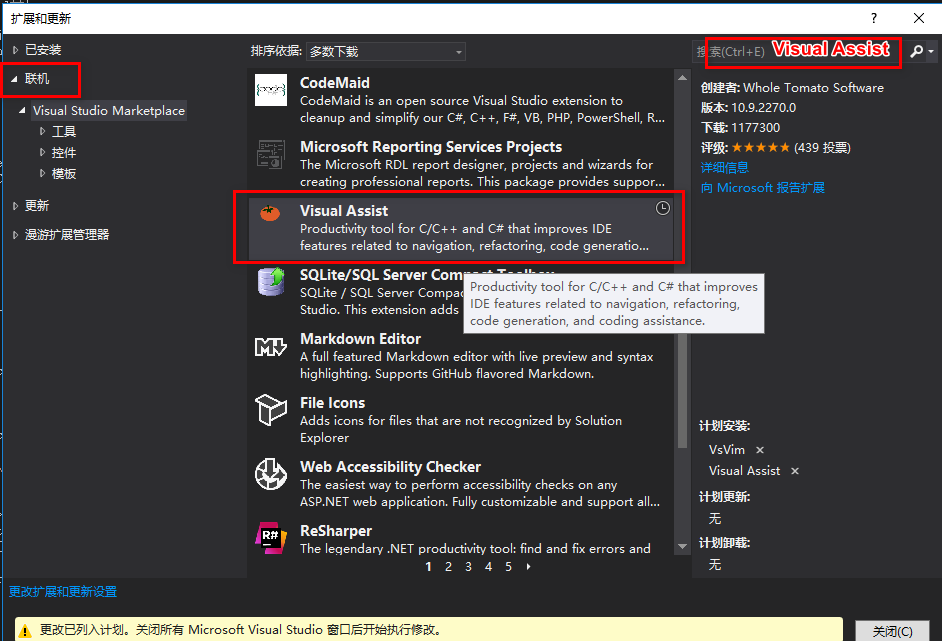 扩展和更新
已安装
联机
Visual Studio Marketplace
工具
控件
模板
更新
漫游扩展管理器
排序依据: 多数下载
CodeMaid
CodeMaid is an open source Visual Studio extension to
cleanup and simplify our C#, C++, F#, VB, PHP, PowerShell, R...
Microsoft Reporting Services Projects
The Microsoft RDL report designer, projects and wizards for
creating professional reports. This package provides suppor...
Visual Assist
Productivity tool for C/C++ and C# that improves IDE
features related to navigation, refactoring, code generatio...
SQLite/SQL Server Compact Toolbox
SQLite / SQL Server Compac
Studio. This extension adds
Productivity tool for C/C++ and C# that improves
IDE features related to navigation, refactoring,
code generation, and coding assistance.
Markdown Editor
A full featured Markdown editor with live preview and syntax
highlighting. Supports GitHub flavored Markdown.
File Icons
Adds icons for files that are not recognized by Solution
Explorer
Web Accessibility Checker
The easiest way to perform accessibility checks on any
ASP.NET web application. Fully customizable and support all...
R#
ReSharper
The legendary .NET productivity tool: find and fix errors and
1 2 3 4 5
搜索(Ctrl+E) Visual Assist
创建者: Whole Tomato Software
版本: 10.9.2270.0
下载: 1177300
评级: ★★★★★ (439 投票)
详细信息
向 Microsoft 报告扩展
计划安装:
VsVim ×
Visual Assist ×
计划更新:
无
计划卸载:
无
更改扩展和更新设置
更改已列入计划。关闭所有 Microsoft Visual Studio 窗口后开始执行修改。
关闭(C)